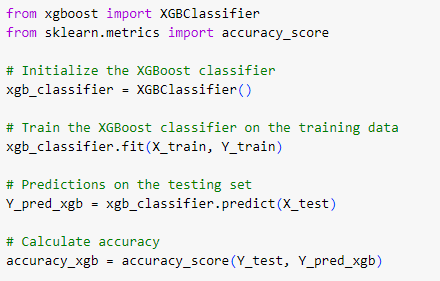 from xgboost import XGBClassifier
from sklearn.metrics import accuracy_score
# Initialize the XGBoost classifier
xgb_classifier = XGBClassifier()
# Train the XGBoost classifier on the training data
xgb_classifier.fit(X_train, Y_train)
# Predictions on the testing set
Y_pred_xgb = xgb_classifier.predict(X_test)
# Calculate accuracy
accuracy_xgb = accuracy_score(Y_test, Y_pred_xgb)